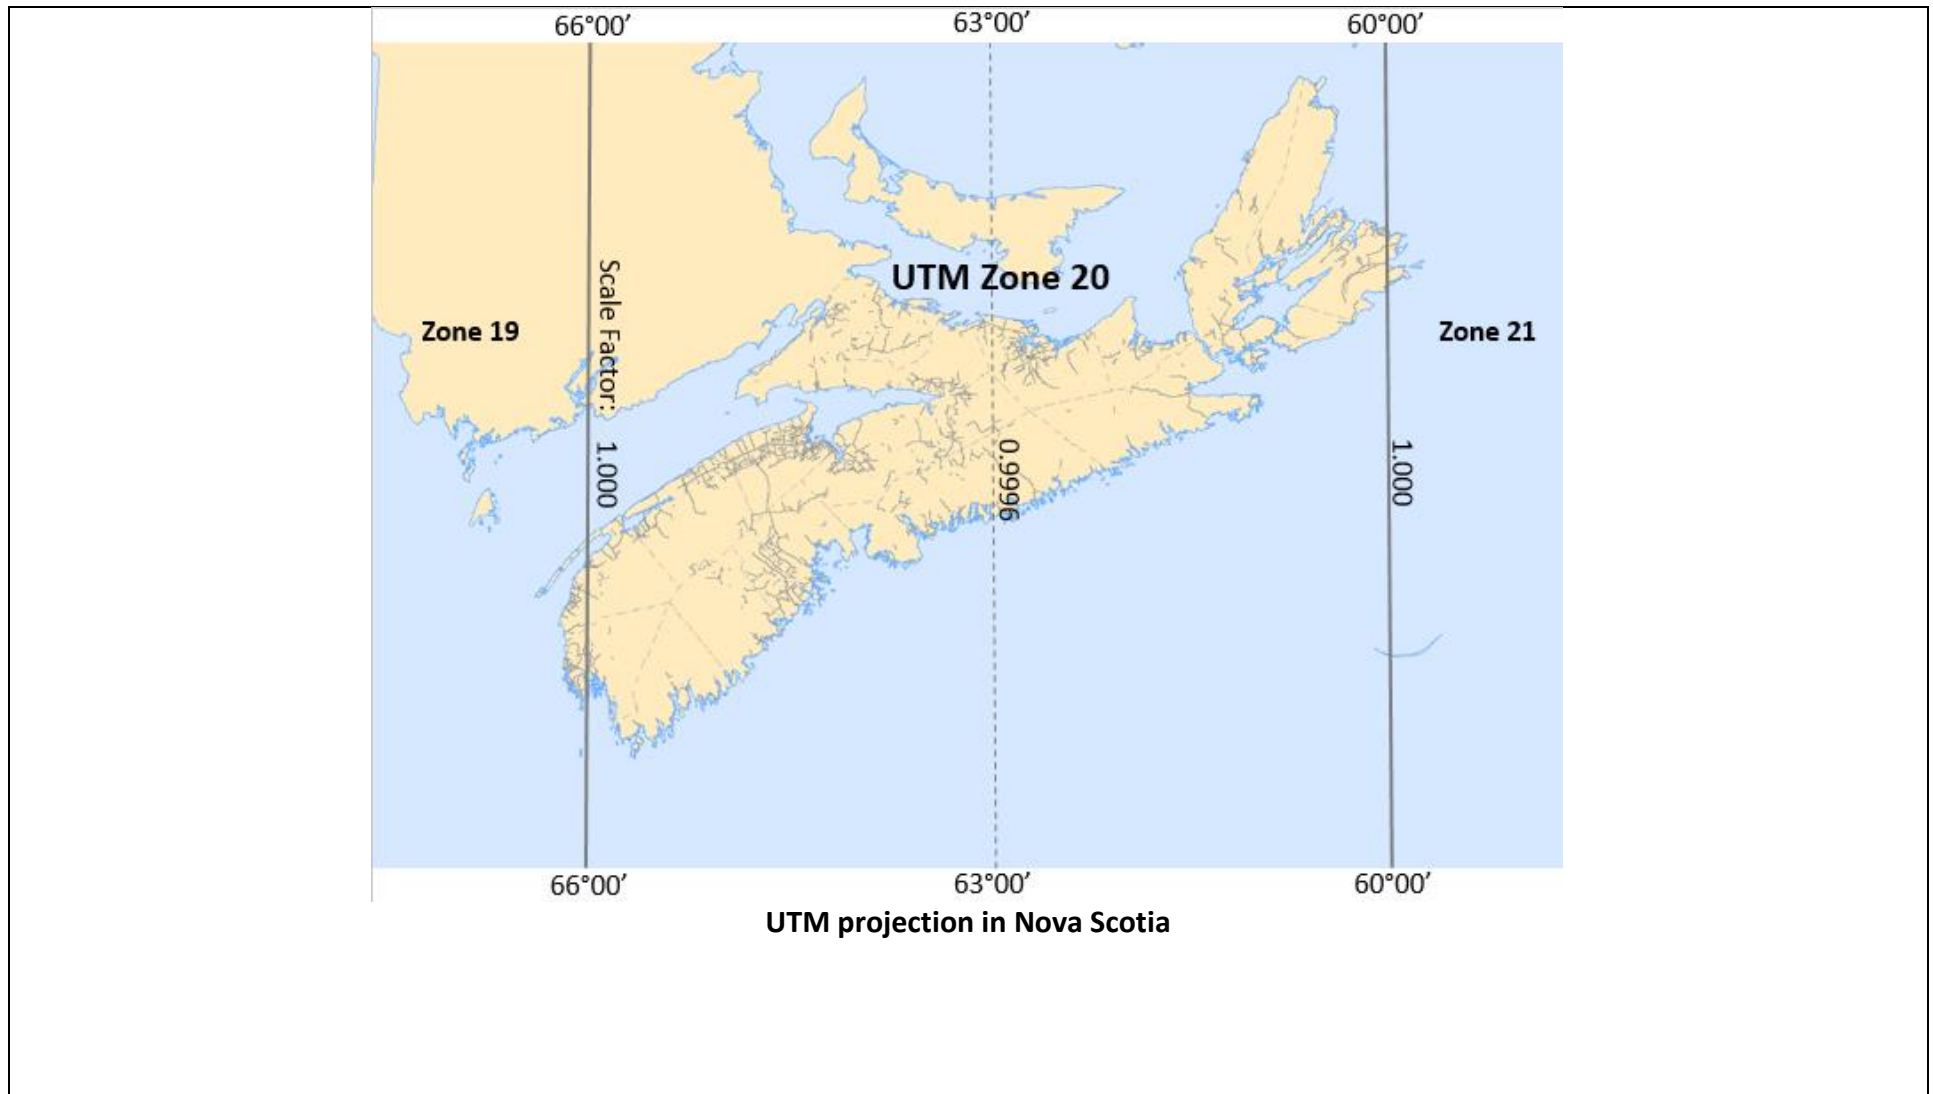 66°00’ 63°00’ 60°00’
UTM Zone 20
Zone 19
Zone 21
Scale Factor: 1.000
0.9996
1.000
66°00’ 63°00’ 60°00’
UTM projection in Nova Scotia